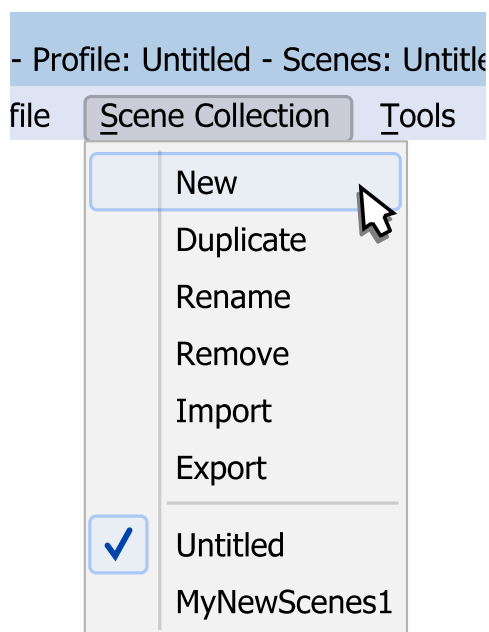 - Profile: Untitled - Scenes: Untitle
file Scene Collection Tools
New
Duplicate
Rename
Remove
Import
Export
Untitled
MyNewScenes1